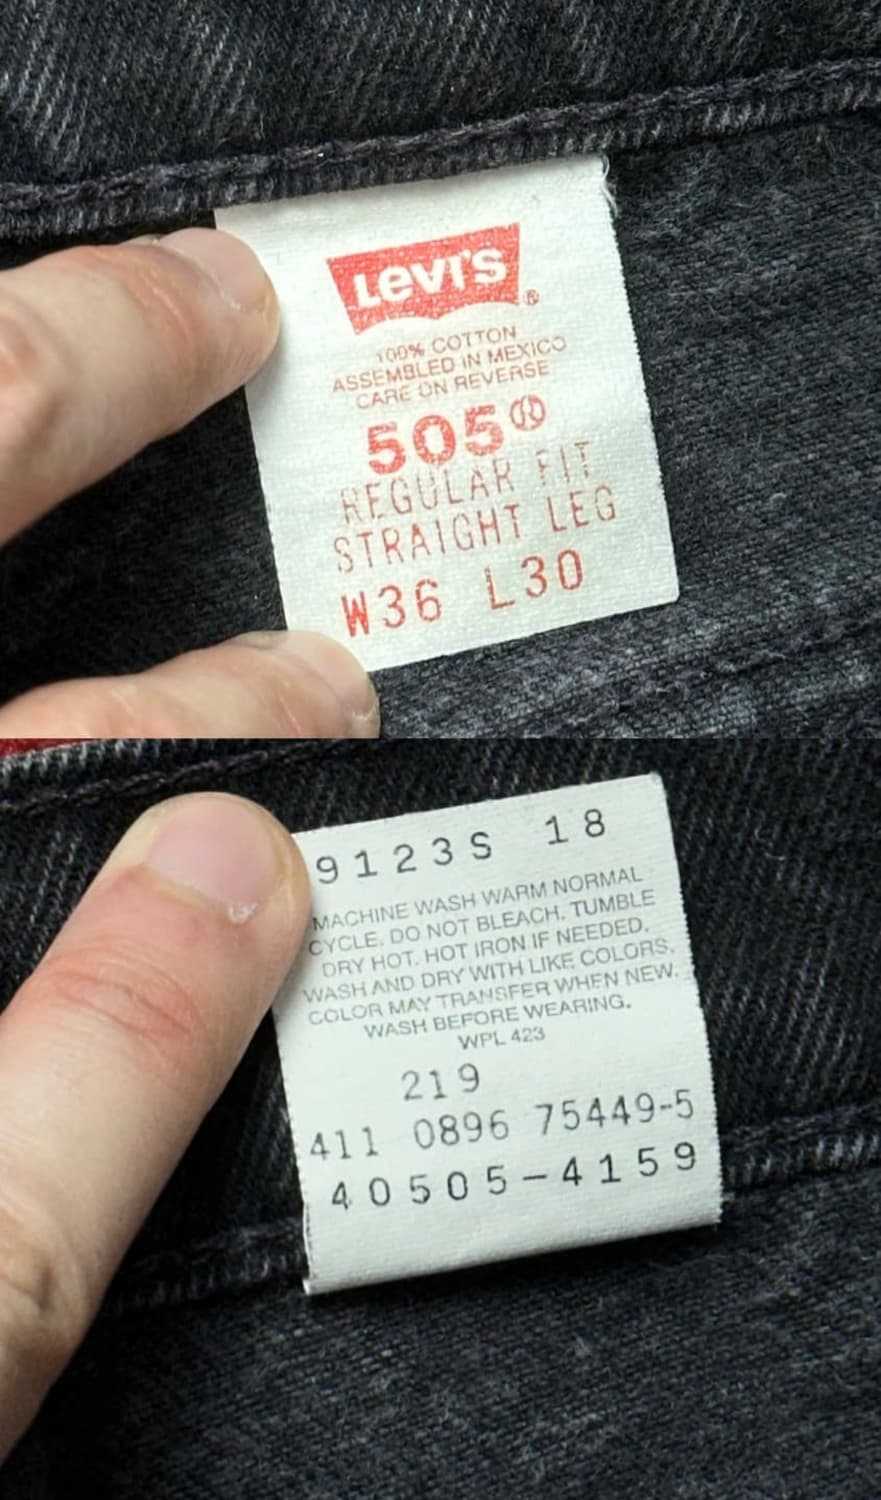 LEVI'S ®
100% COTTON
ASSEMBLED IN MEXICO
CARE ON REVERSE
505®
REGULAR FIT
STRAIGHT LEG
W36 L30
9123S 18
MACHINE WASH WARM NORMAL
CYCLE. DO NOT BLEACH. TUMBLE
DRY HOT. HOT IRON IF NEEDED.
WASH AND DRY WITH LIKE COLORS.
COLOR MAY TRANSFER WHEN NEW.
WASH BEFORE WEARING.
WPL 423
219
411 0896 75449-5
40505-4159